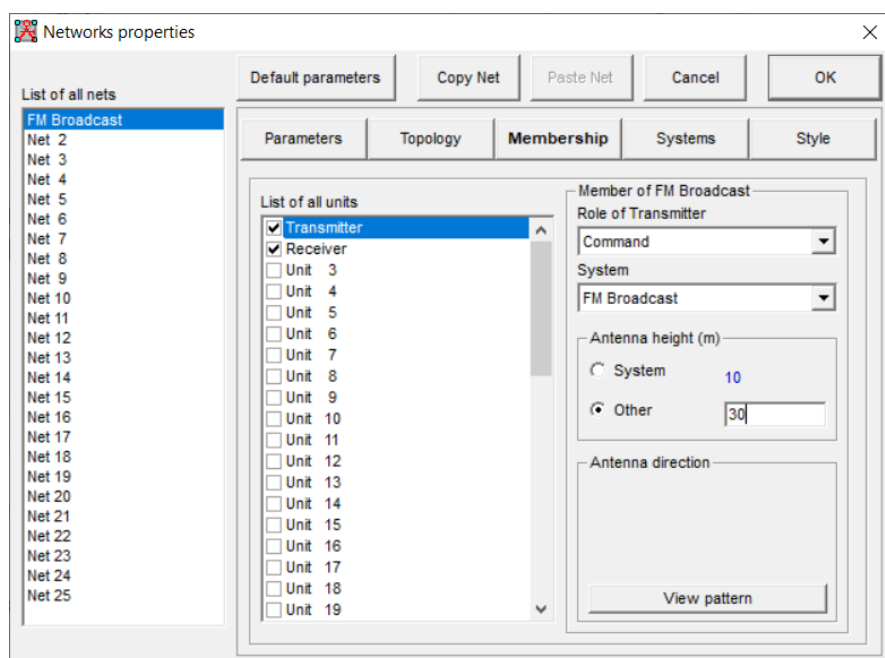 Networks properties
Default parameters
Copy Net
Paste Net
Cancel
OK
List of all nets
FM Broadcast
Net 2
Net 3
Net 4
Net 5
Net 6
Net 7
Net 8
Net 9
Net 10
Net 11
Net 12
Net 13
Net 14
Net 15
Net 16
Net 17
Net 18
Net 19
Net 20
Net 21
Net 22
Net 23
Net 24
Net 25
Parameters
Topology
Membership
Systems
Style
List of all units
Transmitter
Receiver
Unit 3
Unit 4
Unit 5
Unit 6
Unit 7
Unit 8
Unit 9
Unit 10
Unit 11
Unit 12
Unit 13
Unit 14
Unit 15
Unit 16
Unit 17
Unit 18
Unit 19
Member of FM Broadcast
Role of Transmitter
Command
System
FM Broadcast
Antenna height (m)
System 10
Other 30
Antenna direction
View pattern